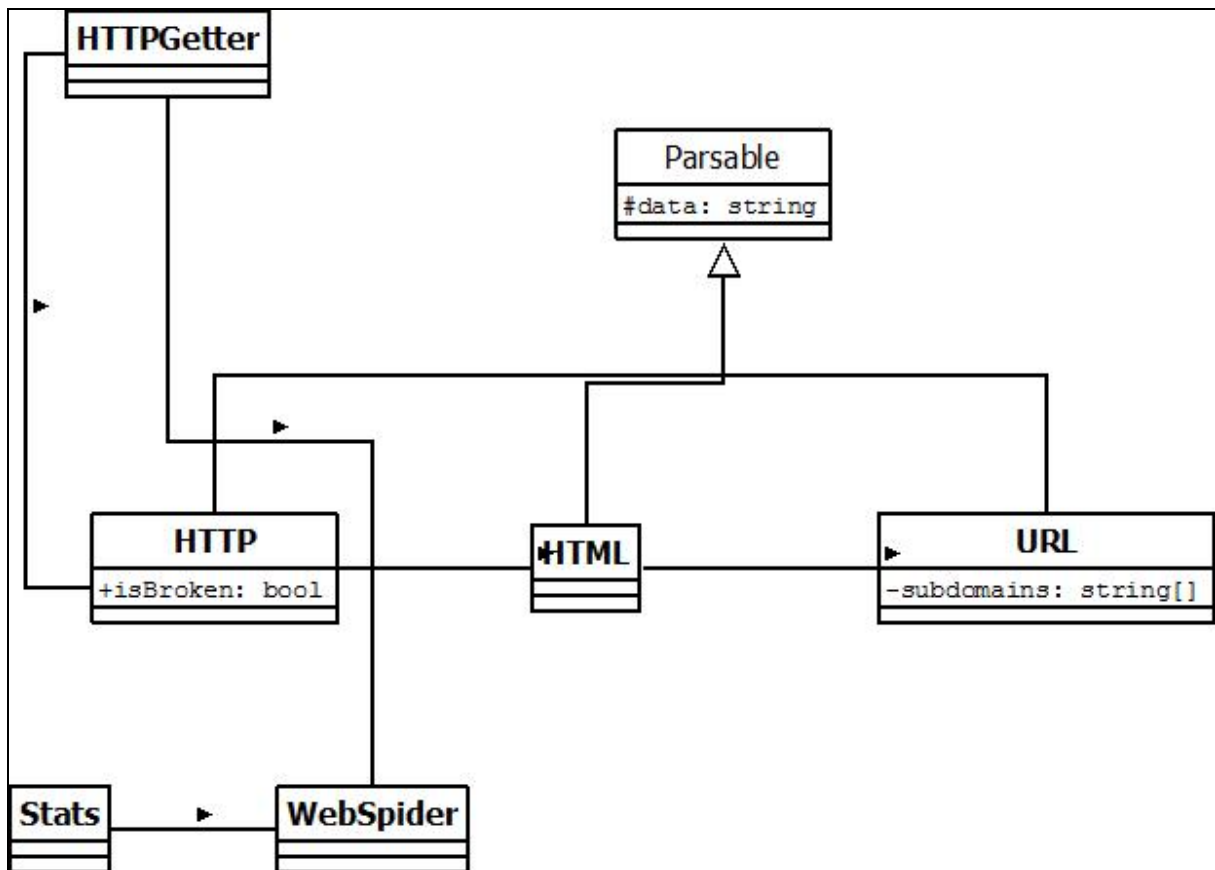 HTTPGetter
Parsable
#data: string
HTTP
+isBroken: bool
HTML
URL
-subdomains: string[]
Stats
WebSpider